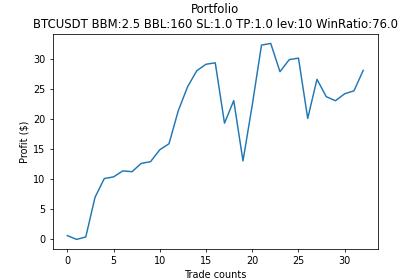 Portfolio
BTCUSDT BBM:2.5 BBL:160 SL:1.0 TP:1.0 lev:10 WinRatio:76.0
Profit ($)
30
25
20
15
10
5
0
0 5 10 15 20 25 30
Trade counts